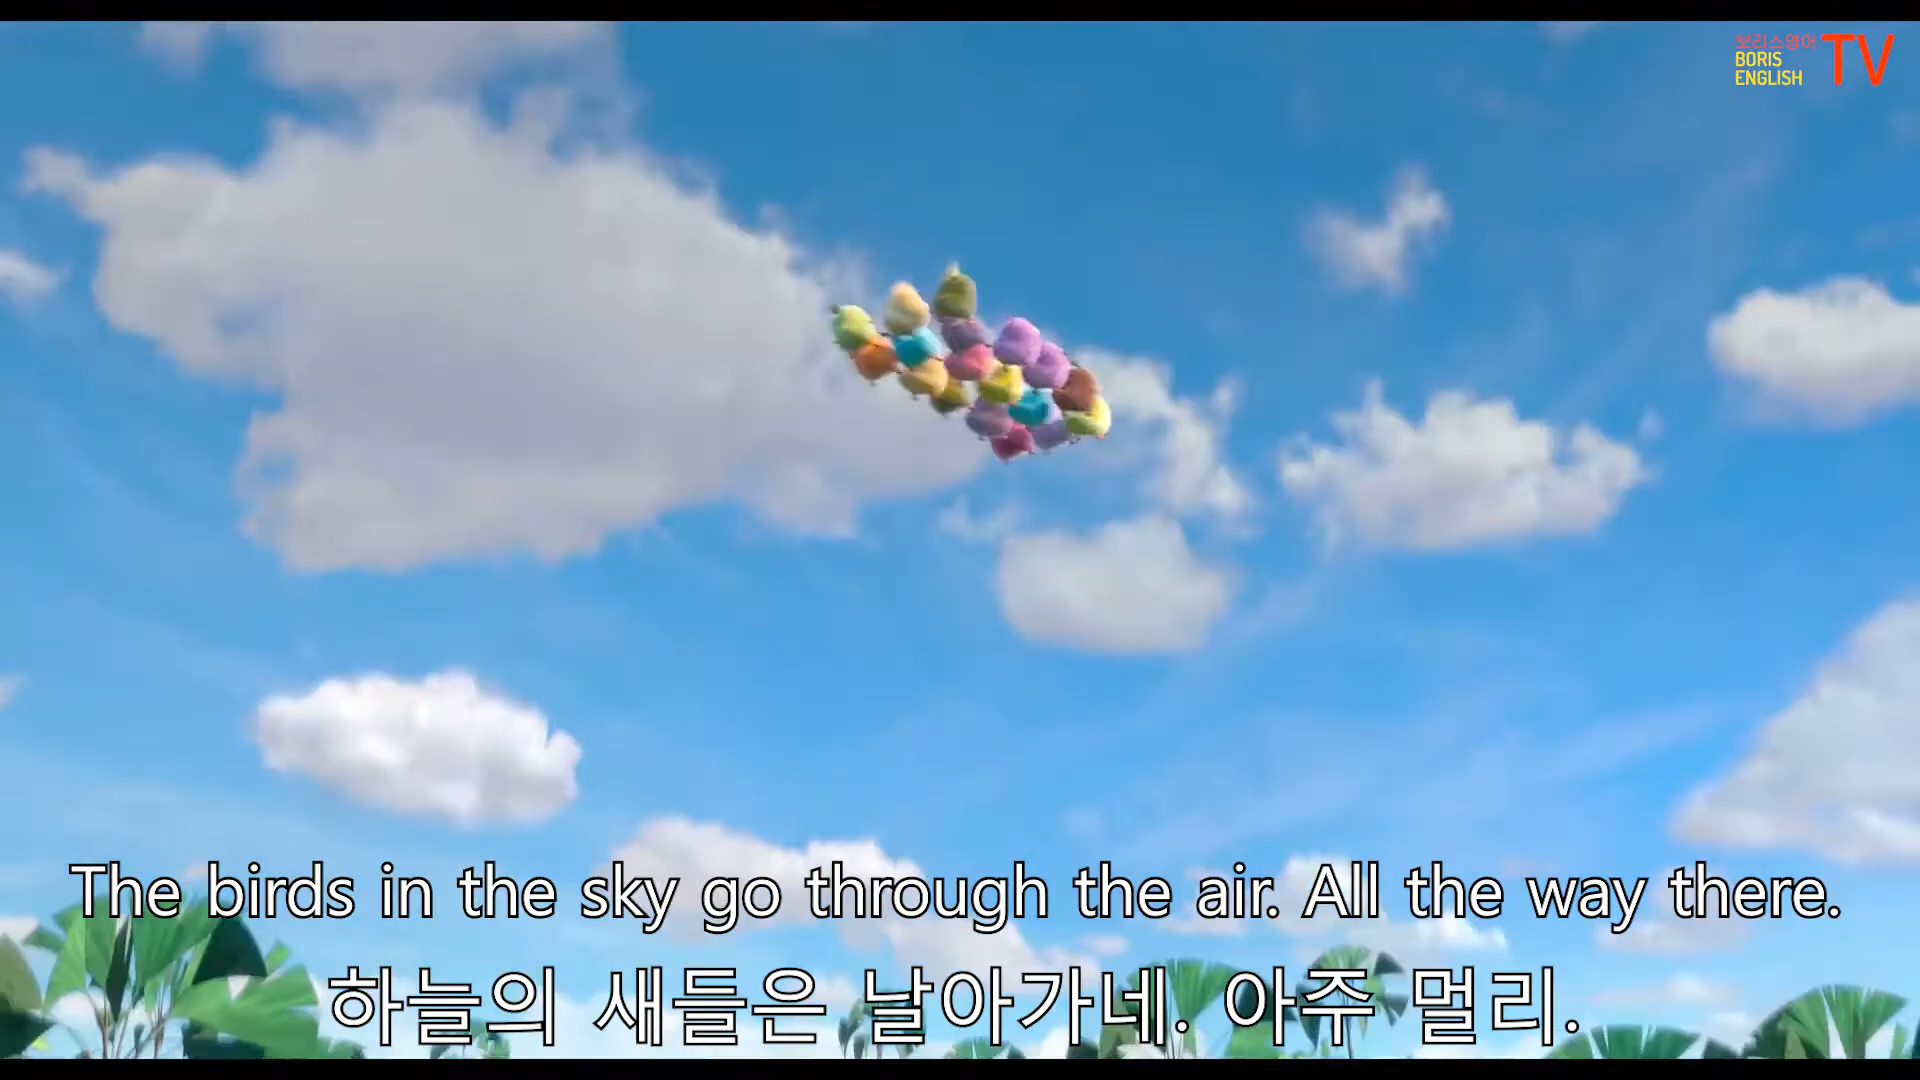 보리스영어
BORIS
ENGLISH
TV
The birds in the sky go through the air. All the way there.
하늘의 새들은 날아가네. 아주 멀리.